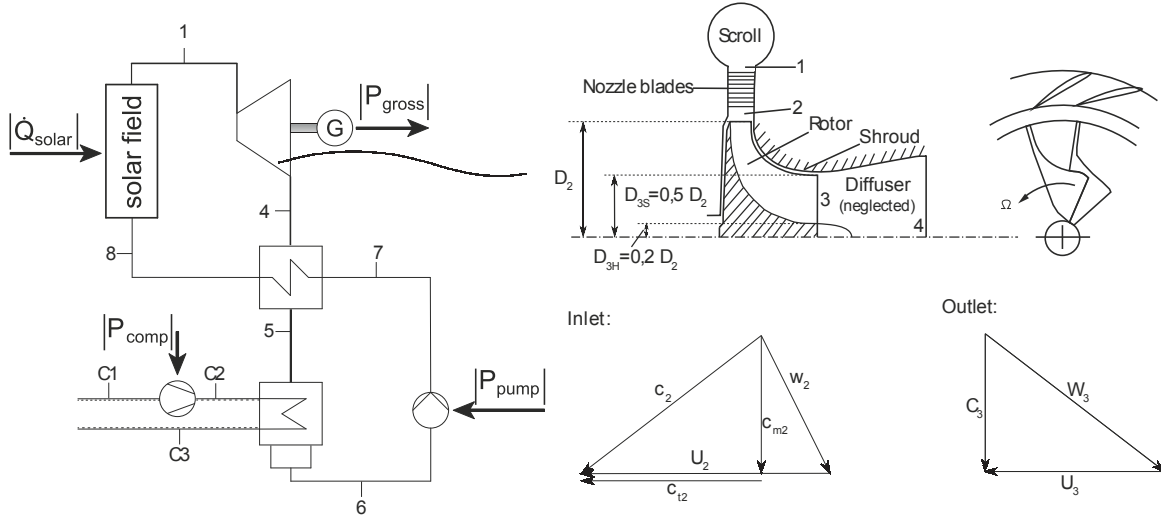 1
|Q̇solar|
solar field
|Pgross|
G
4
8
7
5
|Pcomp|
C1
C2
C3
|Ppump|
6
Scroll
1
Nozzle blades
2
Rotor
Shroud
D2
D3S=0,5 D2
3
Diffuser
(neglected)
4
D3H=0,2 D2
Ω
Inlet:
c2
w2
cm2
U2
ct2
Outlet:
C3
W3
U3